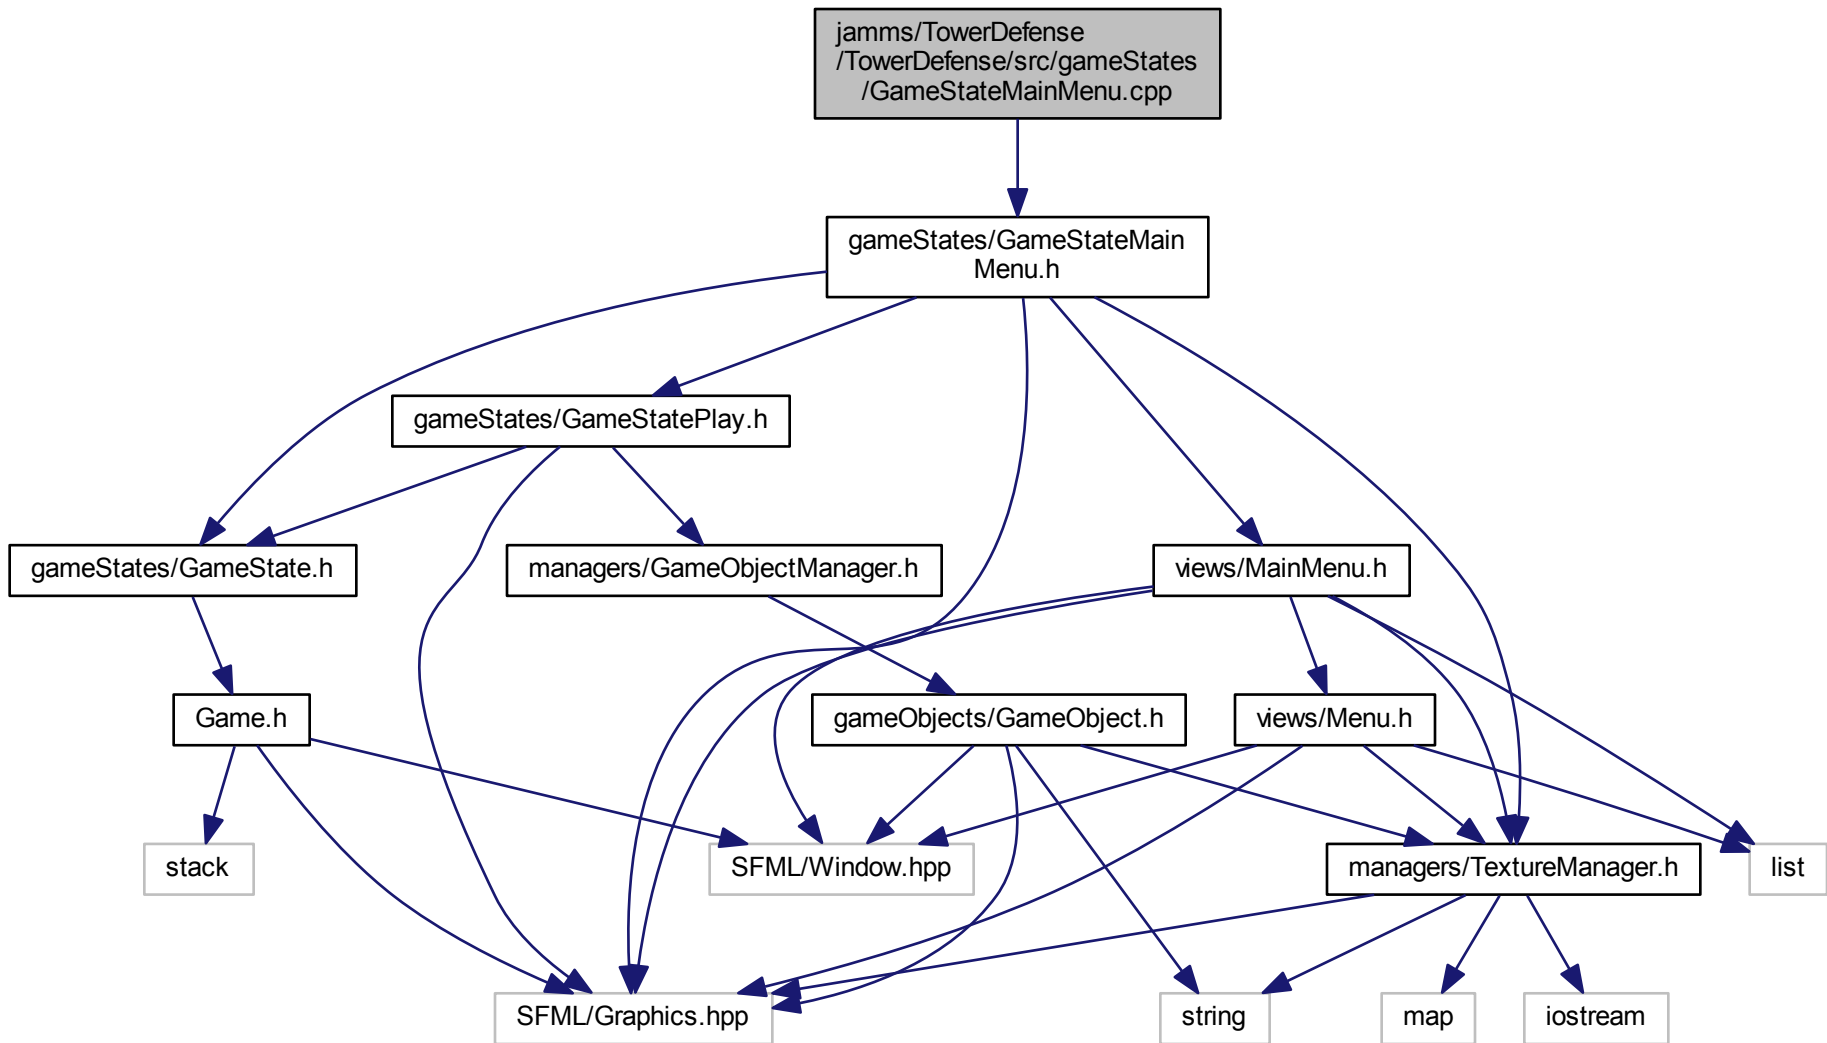 jamms/TowerDefense
/TowerDefense/src/gameStates
/GameStateMainMenu.cpp
gameStates/GameStateMain
Menu.h
gameStates/GameStatePlay.h
gameStates/GameState.h
managers/GameObjectManager.h
views/MainMenu.h
Game.h
gameObjects/GameObject.h
views/Menu.h
stack
SFML/Window.hpp
managers/TextureManager.h
list
SFML/Graphics.hpp
string
map
iostream